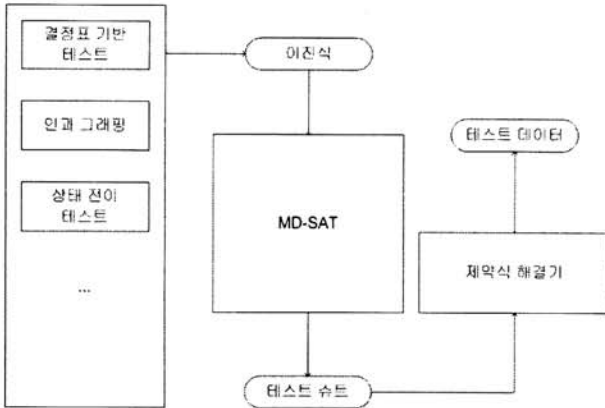 결정표 기반
테스트
이진식
인과 그래핑
테스트 데이터
상태 전이
테스트
MD-SAT
제약식 해결기
...
테스트 슈트